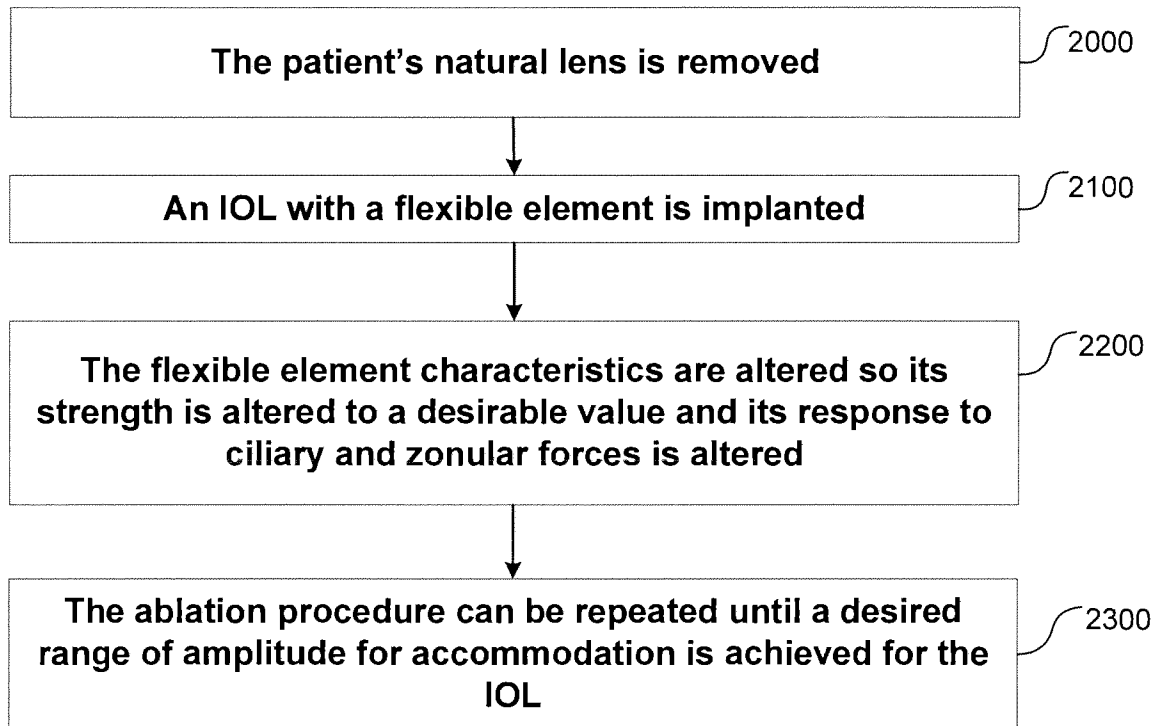 The patient's natural lens is removed
2000
An IOL with a flexible element is implanted
2100
The flexible element characteristics are altered so its
strength is altered to a desirable value and its response to
ciliary and zonular forces is altered
2200
The ablation procedure can be repeated until a desired
range of amplitude for accommodation is achieved for the
IOL
2300